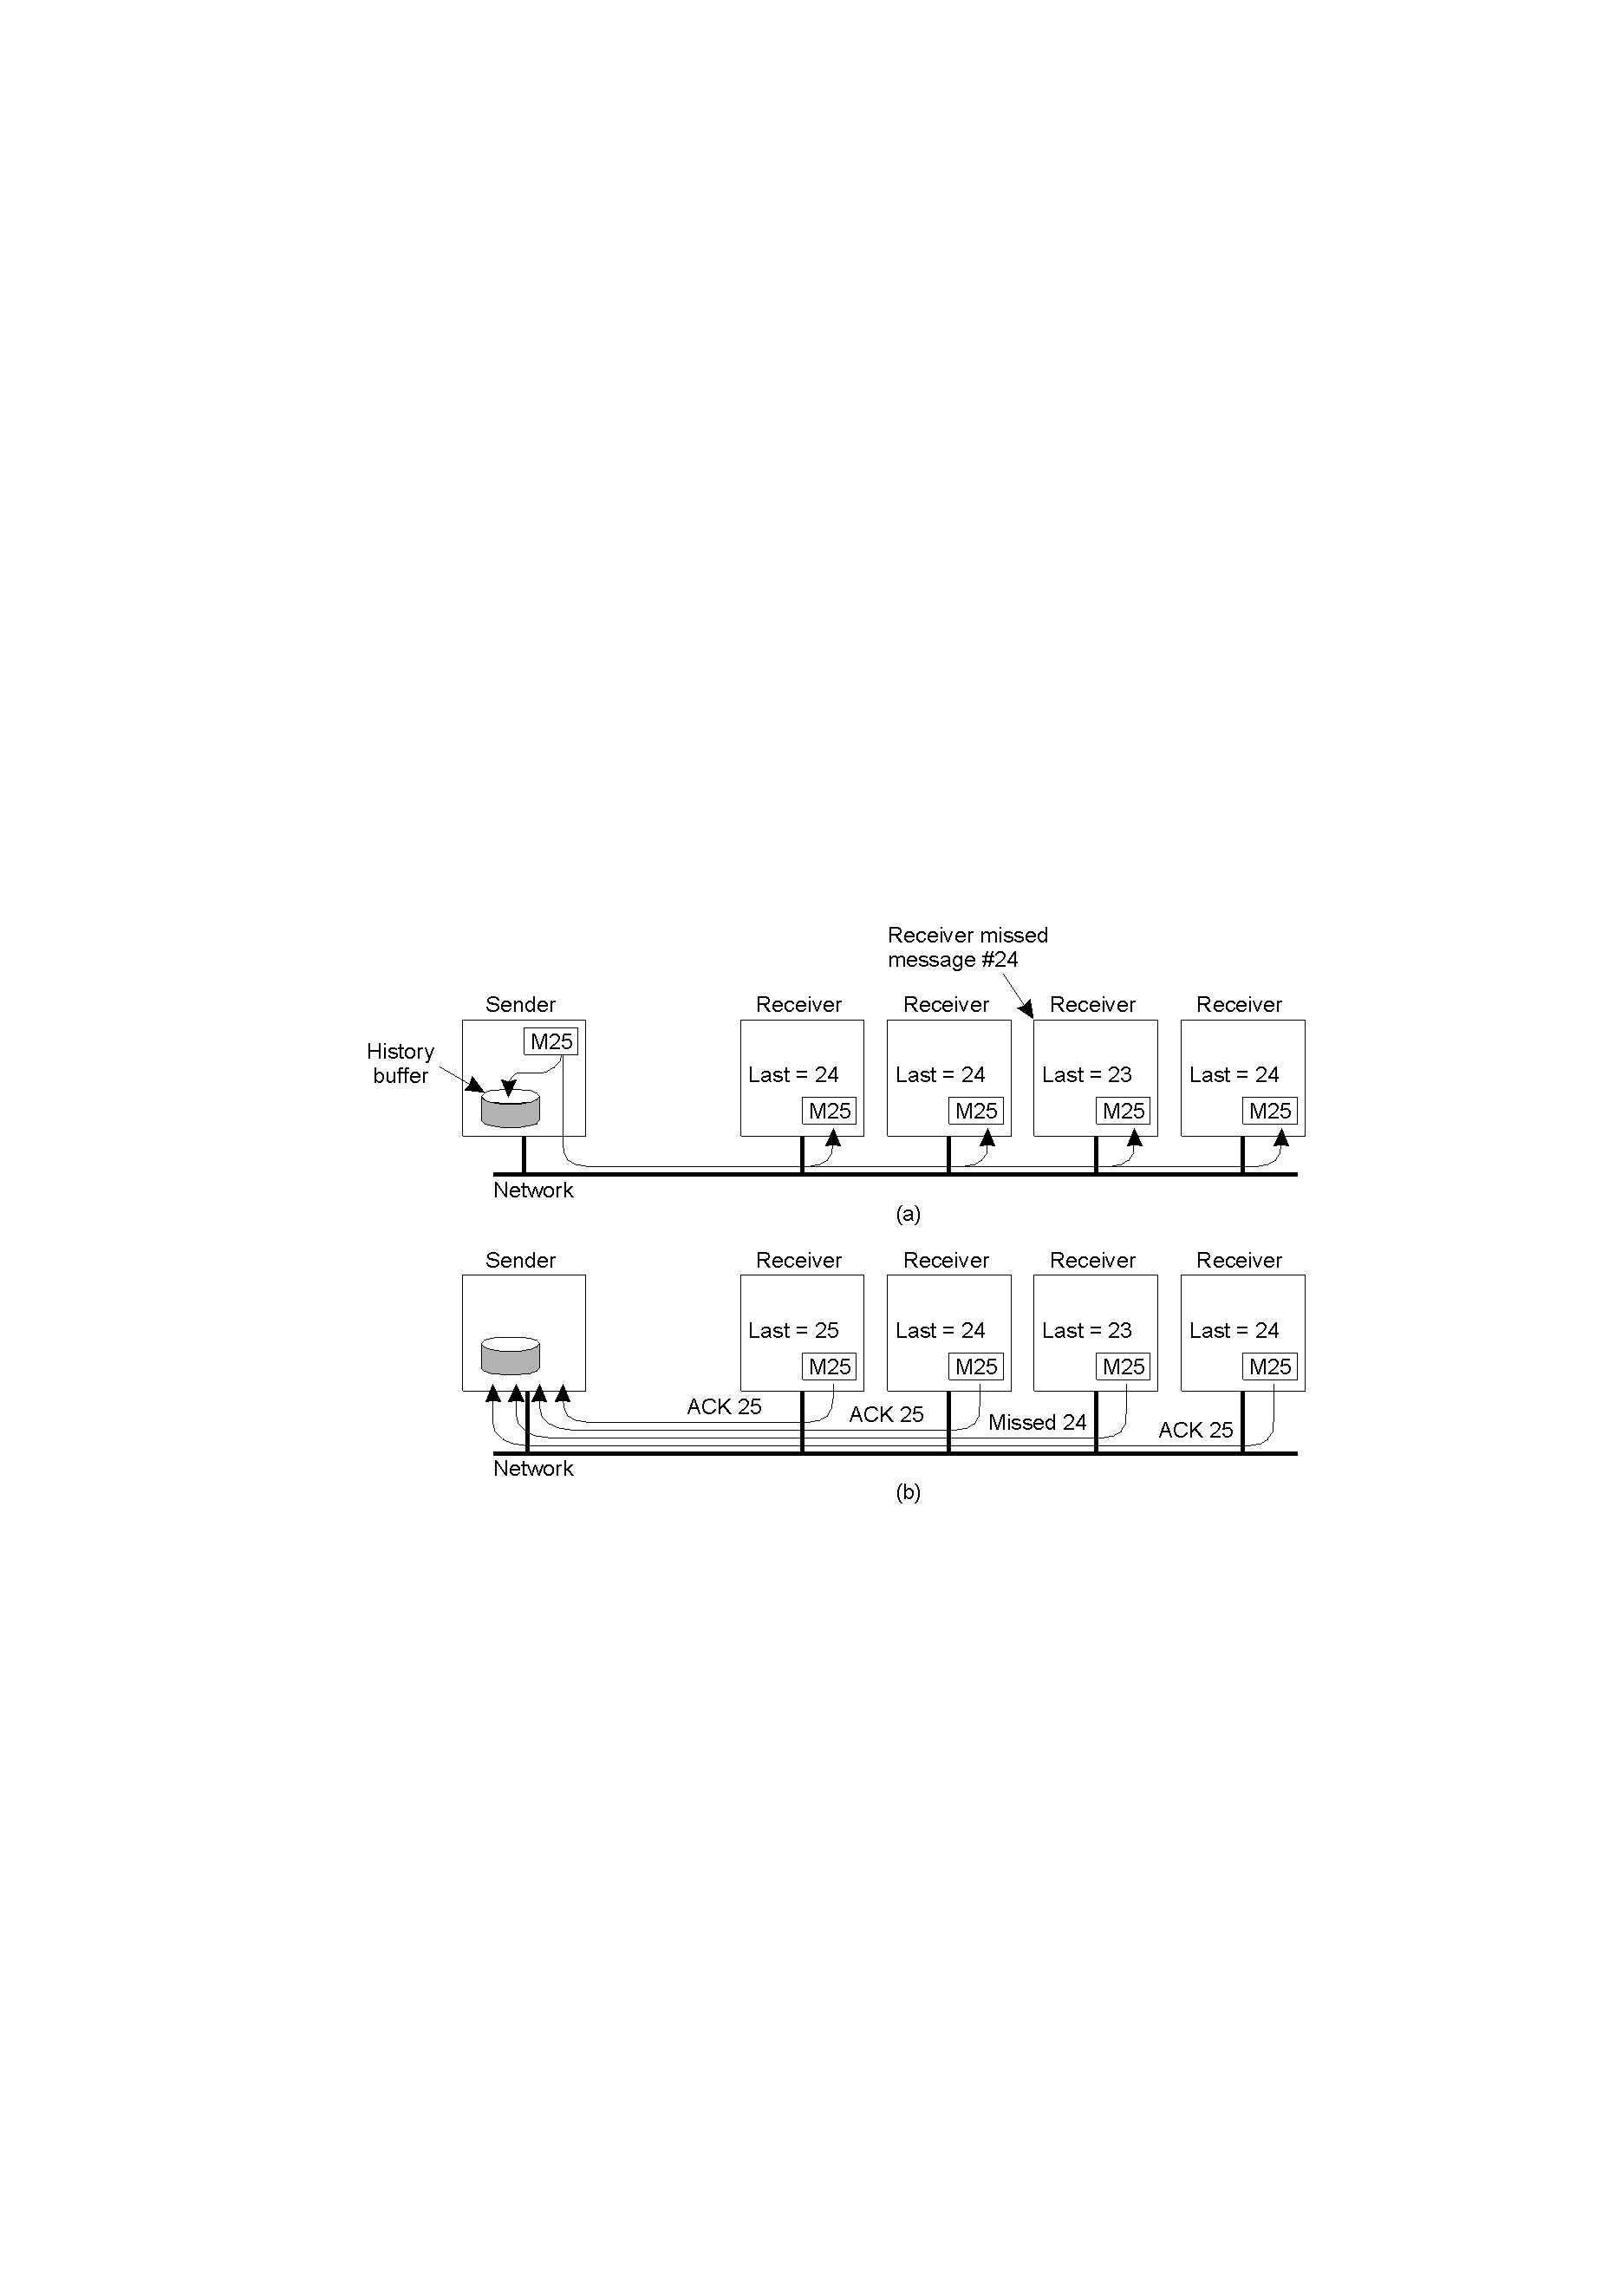 Receiver missed
message #24
Sender
Receiver
Receiver
Receiver
Receiver
History
buffer
M25
Last = 24
Last = 24
Last = 23
Last = 24
M25
M25
M25
M25
Network
(a)
Sender
Receiver
Receiver
Receiver
Receiver
Last = 25
Last = 24
Last = 23
Last = 24
M25
M25
M25
M25
ACK 25
ACK 25
Missed 24
ACK 25
Network
(b)